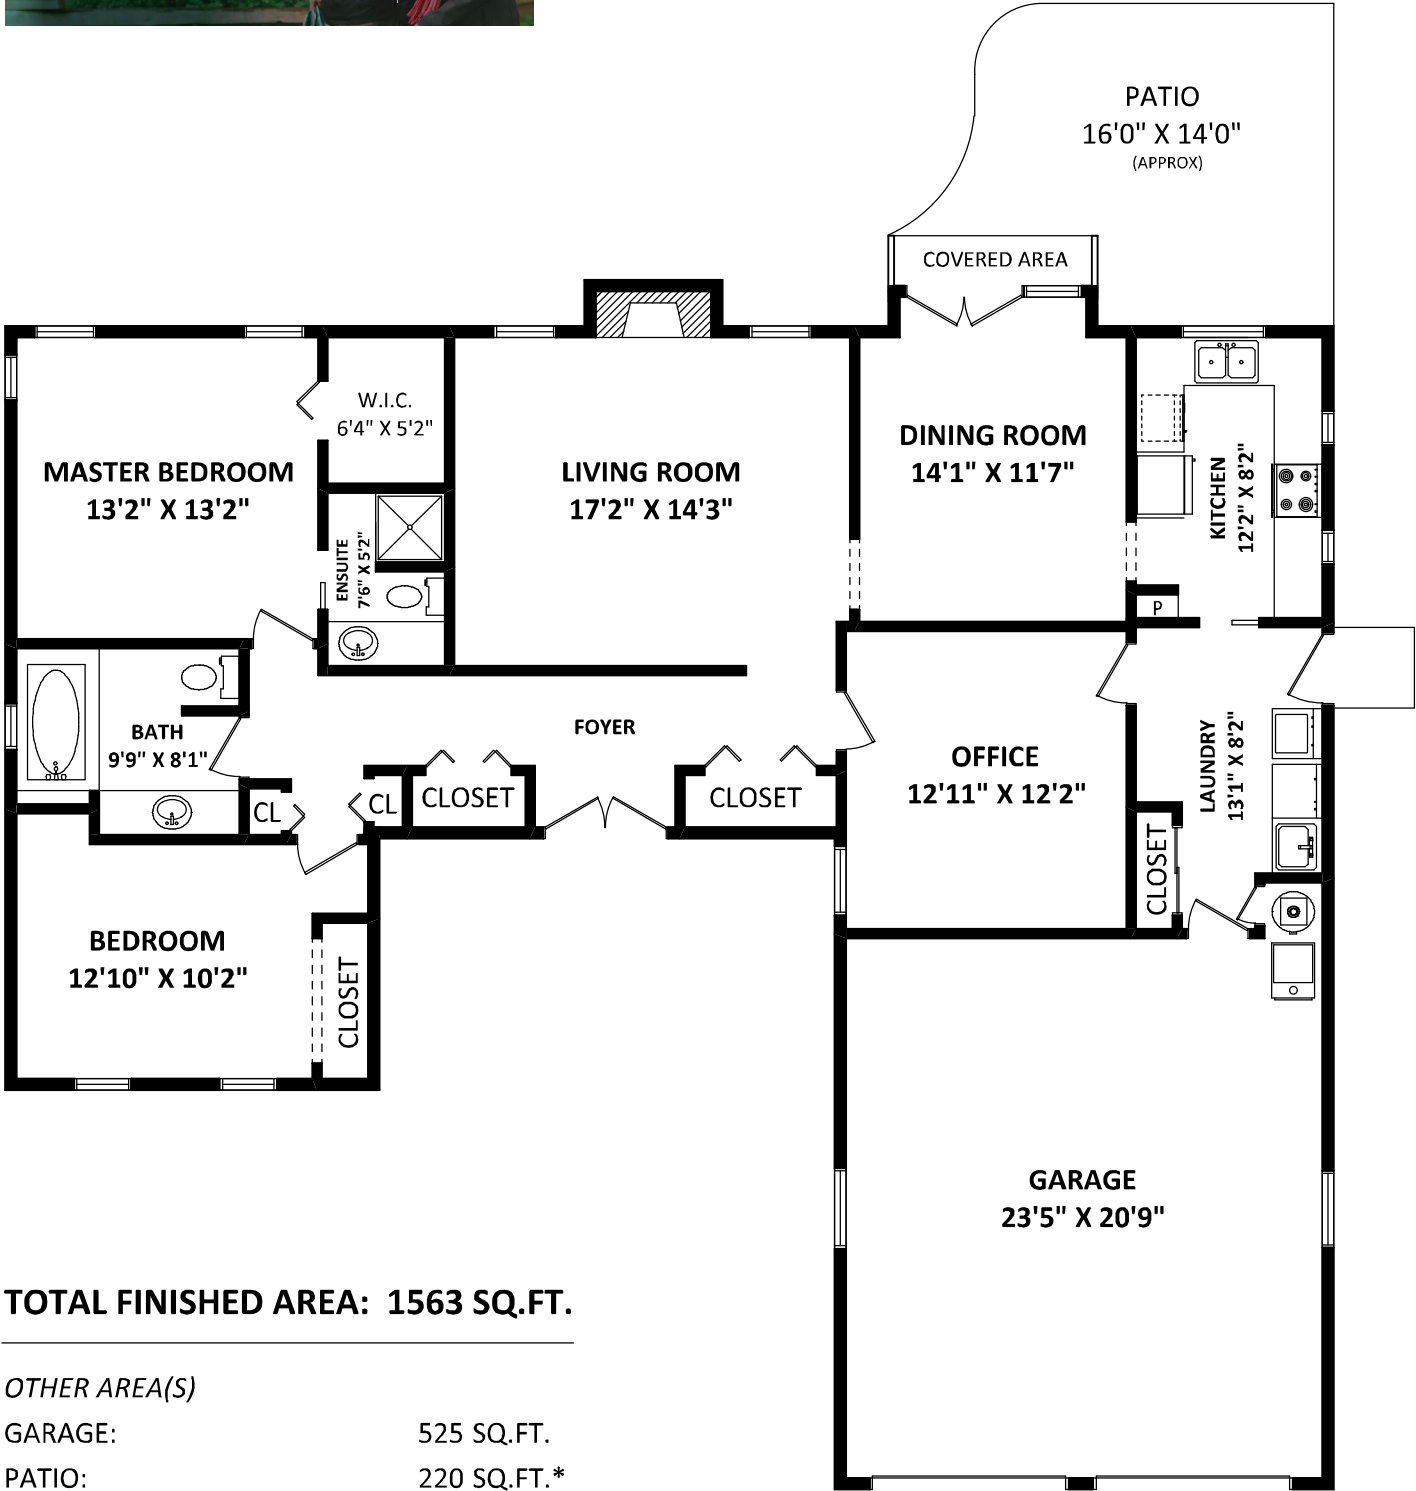 PATIO
16'0" X 14'0"
(APPROX)
COVERED AREA
W.I.C.
6'4" X 5'2"
MASTER BEDROOM
13'2" X 13'2"
LIVING ROOM
17'2" X 14'3"
DINING ROOM
14'1" X 11'7"
KITCHEN
12'2" X 8'2"
ENSUITE
7'6" X 5'2"
P
BATH
9'9" X 8'1"
FOYER
OFFICE
12'11" X 12'2"
LAUNDRY
13'1" X 8'2"
CL
CL
CLOSET
CLOSET
CLOSET
BEDROOM
12'10" X 10'2"
CLOSET
GARAGE
23'5" X 20'9"
TOTAL FINISHED AREA: 1563 SQ.FT.
OTHER AREA(S)
GARAGE: 525 SQ.FT.
PATIO: 220 SQ.FT.*